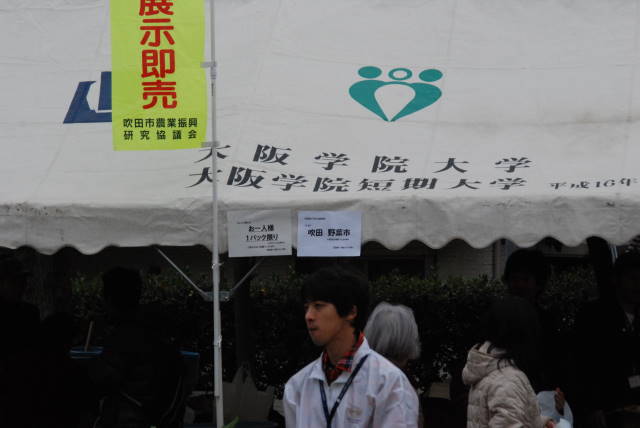 展示即売
吹田市農業振興
研究協議会
大阪学院大学
大阪学院短期大学
平成16年
お一人様
1パック限り
吹田 野菜市